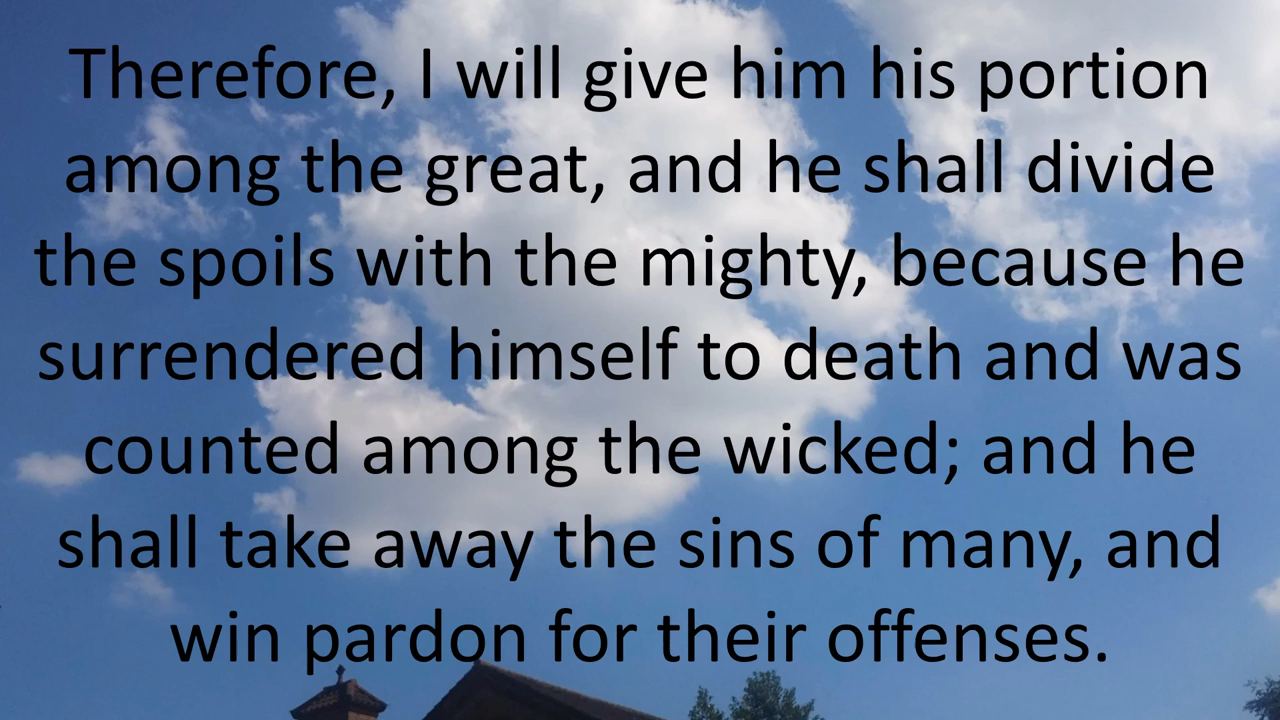 Therefore, I will give him his portion
among the great, and he shall divide
the spoils with the mighty, because he
surrendered himself to death and was
counted among the wicked; and he
shall take away the sins of many, and
win pardon for their offenses.